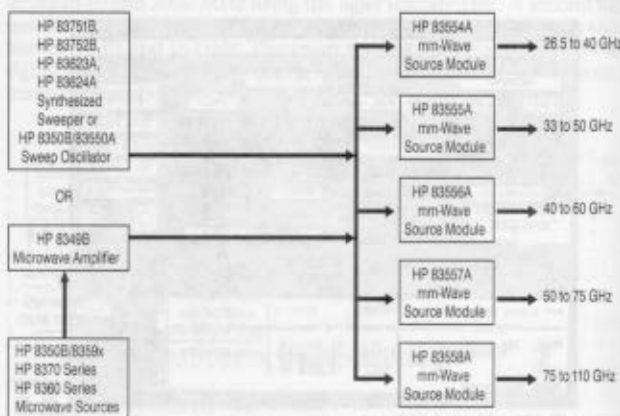 HP 83751B,
HP 83752B,
HP 83623A,
HP 83624A
Synthesized
Sweeper or
HP 8350B/83550A
Sweep Oscillator
OR
HP 8349B
Microwave Amplifier
HP 8350B/8359x
HP 8370 Series
HP 8360 Series
Microwave Sources
HP 83554A
mm-Wave
Source Module
26.5 to 40 GHz
HP 83555A
mm-Wave
Source Module
33 to 50 GHz
HP 83556A
mm-Wave
Source Module
40 to 60 GHz
HP 83557A
mm-Wave
Source Module
50 to 75 GHz
HP 83558A
mm-Wave
Source Module
75 to 110 GHz